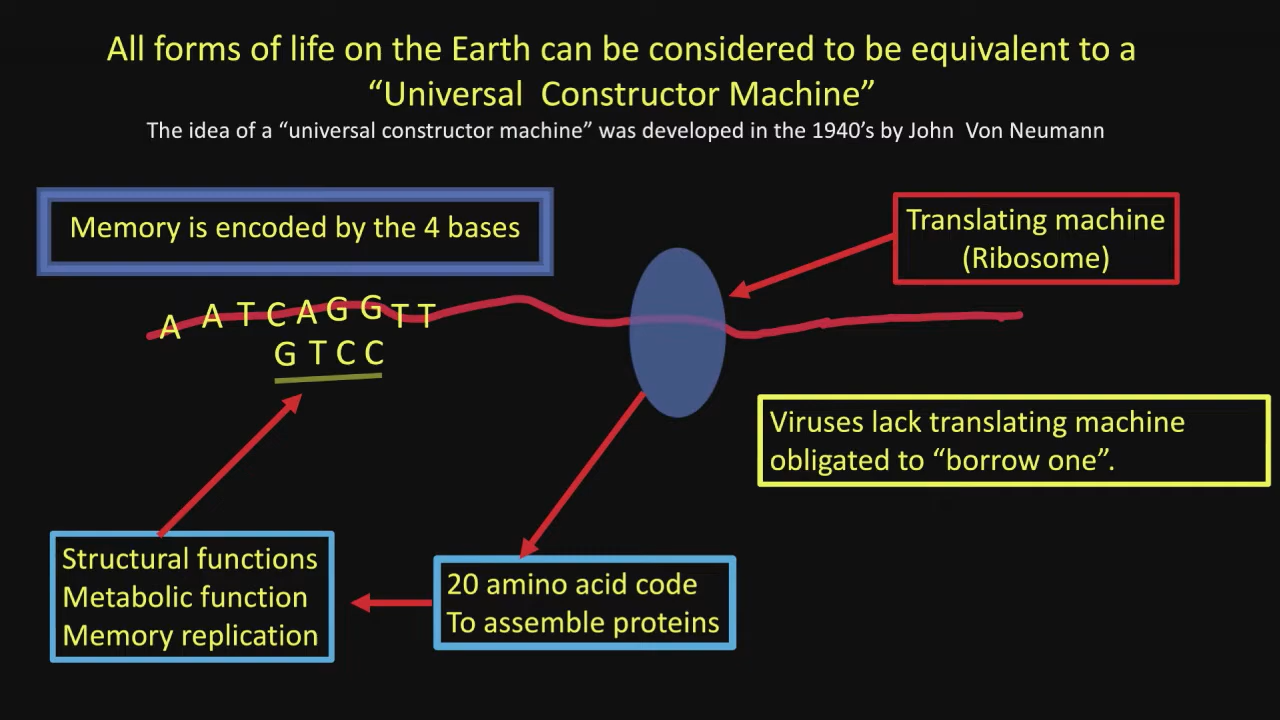 All forms of life on the Earth can be considered to be equivalent to a
“Universal Constructor Machine”
The idea of a “universal constructor machine” was developed in the 1940’s by John Von Neumann
Memory is encoded by the 4 bases
Translating machine
(Ribosome)
A A T C A G G T T
G T C C
Viruses lack translating machine
obligated to “borrow one”.
Structural functions
Metabolic function
Memory replication
20 amino acid code
To assemble proteins